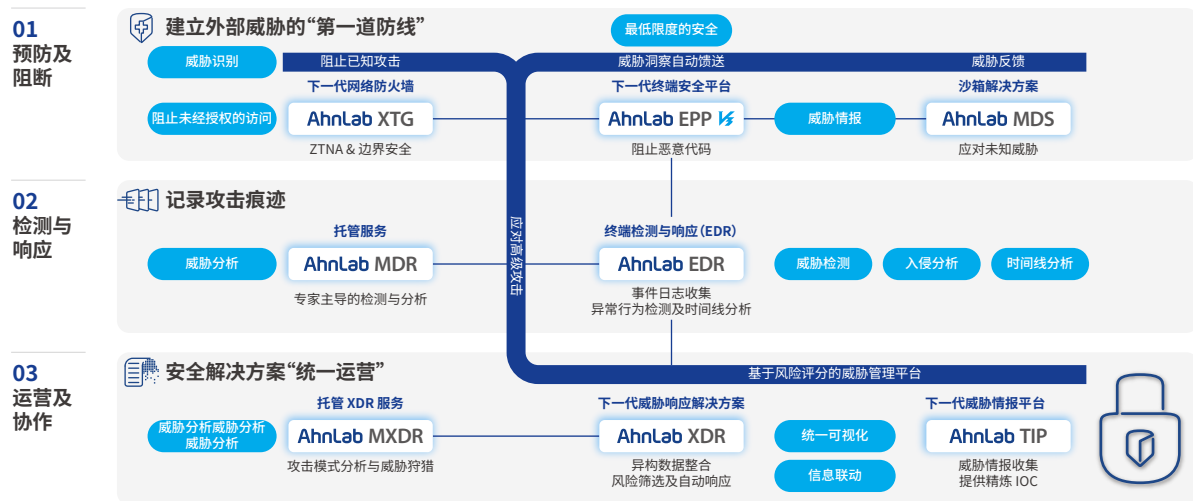 01
预防及
阻断
建立外部威胁的“第一道防线”
最低限度的安全
威胁识别
阻止已知攻击
威胁洞察自动馈送
威胁反馈
下一代网络防火墙
下一代终端安全平台
沙箱解决方案
阻止未经授权的访问
AhnLab XTG
AhnLab EPP V3
威胁情报
AhnLab MDS
ZTNA & 边界安全
阻止恶意代码
应对未知威胁
应对高级攻击
02
检测与
响应
记录攻击痕迹
托管服务
终端检测与响应（EDR）
威胁分析
AhnLab MDR
AhnLab EDR
威胁检测
入侵分析
时间线分析
专家主导的检测与分析
事件日志收集
异常行为检测及时间线分析
03
运营及
协作
安全解决方案“统一运营”
基于风险评分的威胁管理平台
托管 XDR 服务
下一代威胁响应解决方案
下一代威胁情报平台
威胁分析威胁分析
威胁分析
AhnLab MXDR
AhnLab XDR
统一可视化
AhnLab TIP
攻击模式分析与威胁狩猎
异构数据整合
风险筛选及自动响应
信息联动
威胁情报收集
提供精炼 IOC